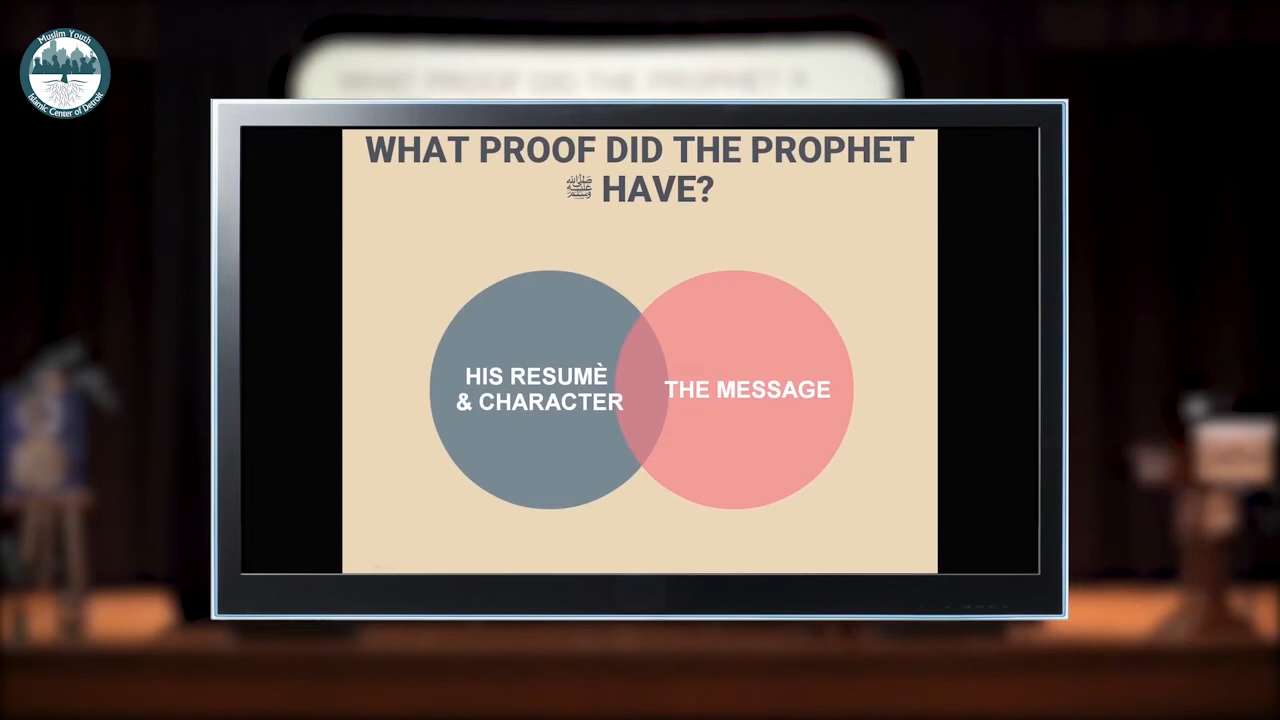 Muslim Youth
Islamic Center of Detroit
WHAT PROOF DID THE PROPHET
ﷺ HAVE?
HIS RESUMÈ
& CHARACTER
THE MESSAGE